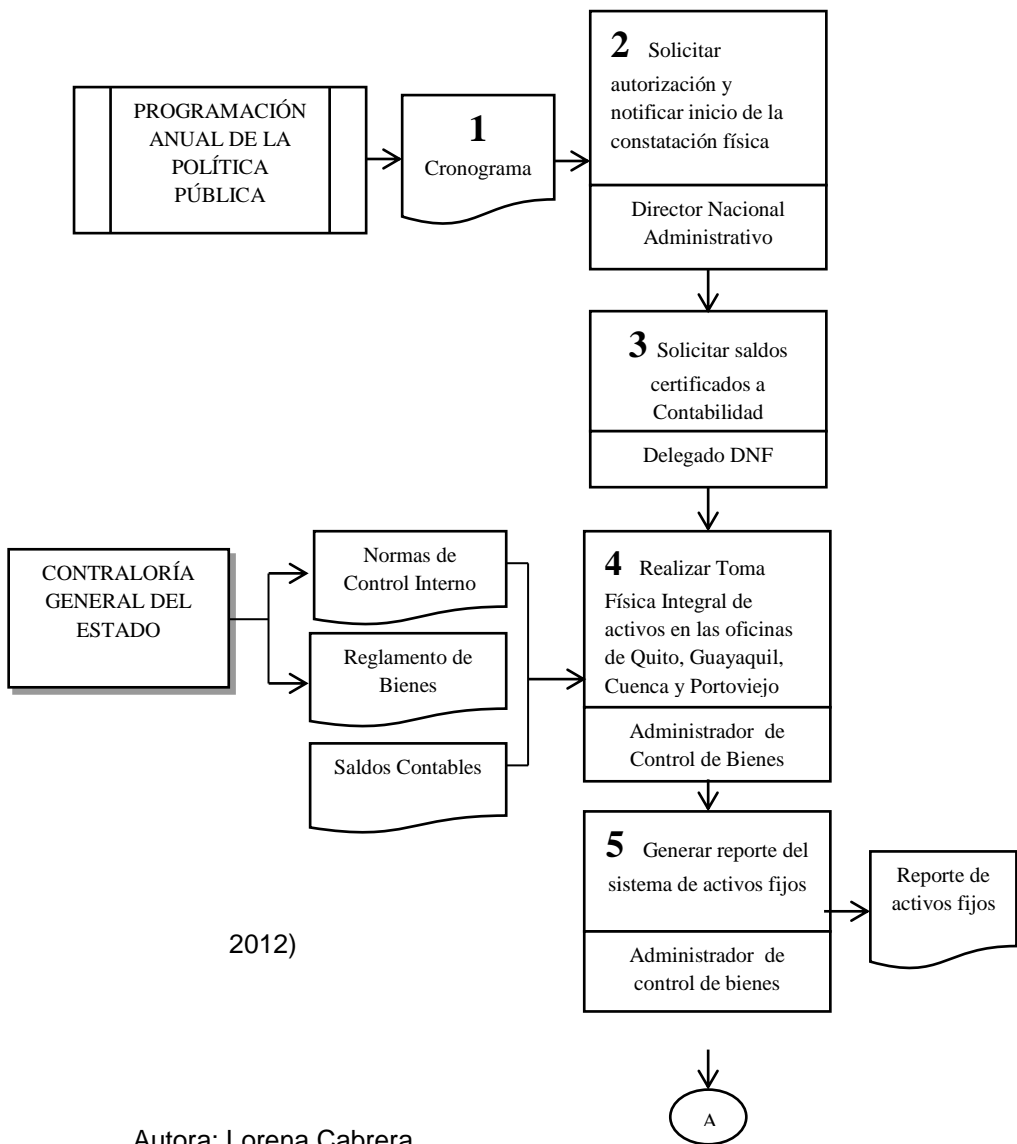 PROGRAMACIÓN
ANUAL DE LA
POLÍTICA
PÚBLICA
1
Cronograma
2 Solicitar
autorización y
notificar inicio de la
constatación física
Director Nacional
Administrativo
3 Solicitar saldos
certificados a
Contabilidad
Delegado DNF
CONTRALORÍA
GENERAL DEL
ESTADO
Normas de
Control Interno
Reglamento de
Bienes
Saldos Contables
4 Realizar Toma
Física Integral de
activos en las oficinas
de Quito, Guayaquil,
Cuenca y Portoviejo
Administrador de
Control de Bienes
5 Generar reporte del
sistema de activos fijos
Administrador de
control de bienes
Reporte de
activos fijos
2012)
A
Autora: Lorena Cabrera